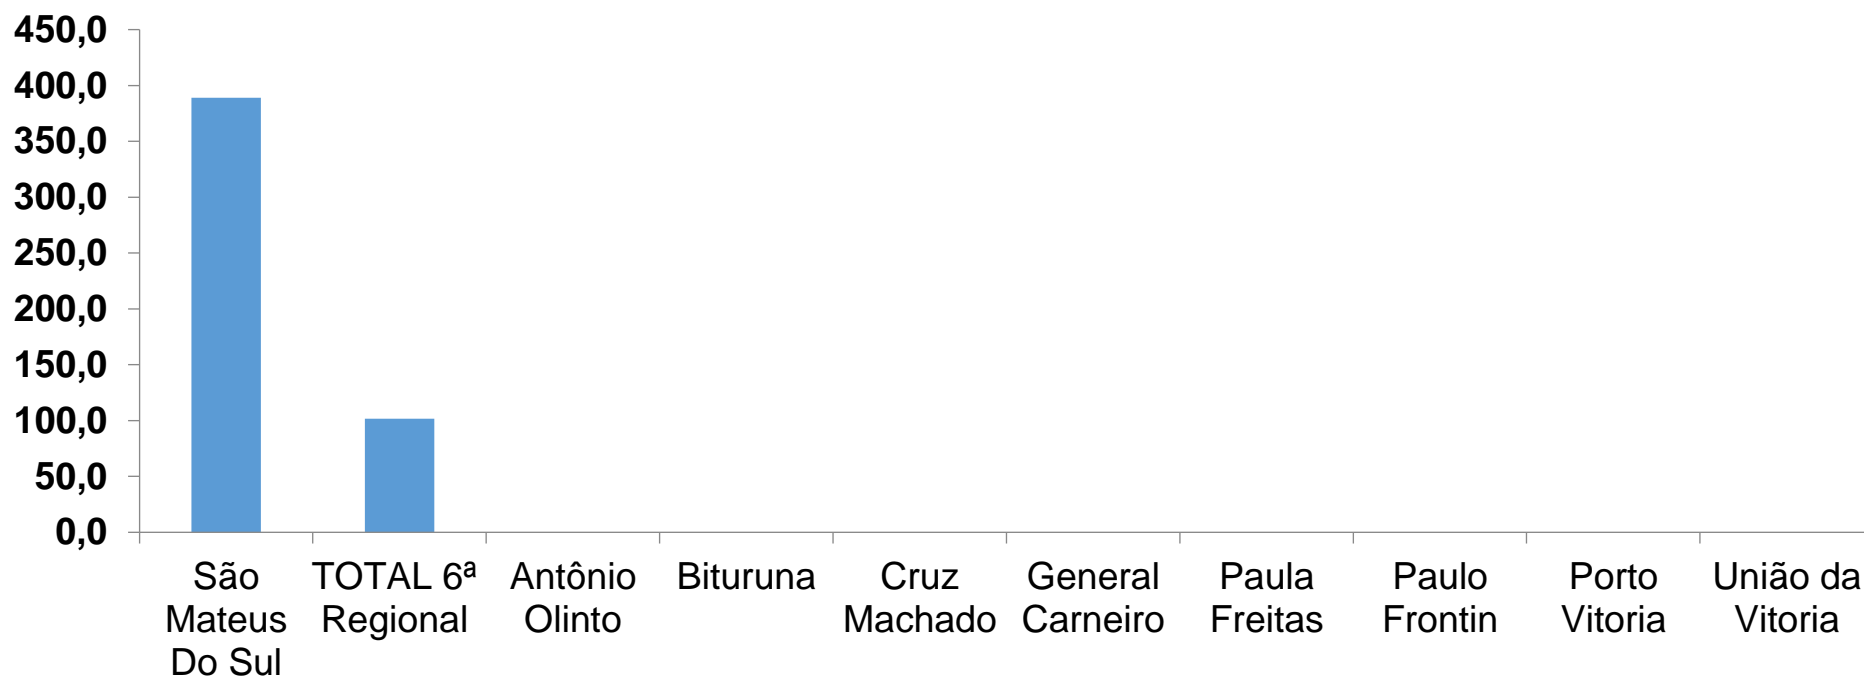 450,0
400,0
350,0
300,0
250,0
200,0
150,0
100,0
50,0
0,0
São
Mateus
Do Sul
TOTAL 6ª
Regional
Antônio
Olinto
Bituruna
Cruz
Machado
General
Carneiro
Paula
Freitas
Paulo
Frontin
Porto
Vitoria
União da
Vitoria